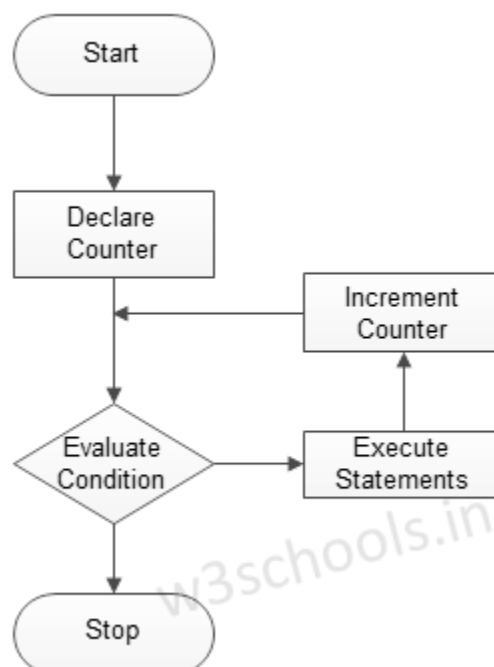 Start
Declare
Counter
Increment
Counter
Evaluate
Condition
Execute
Statements
w3schools.in
Stop